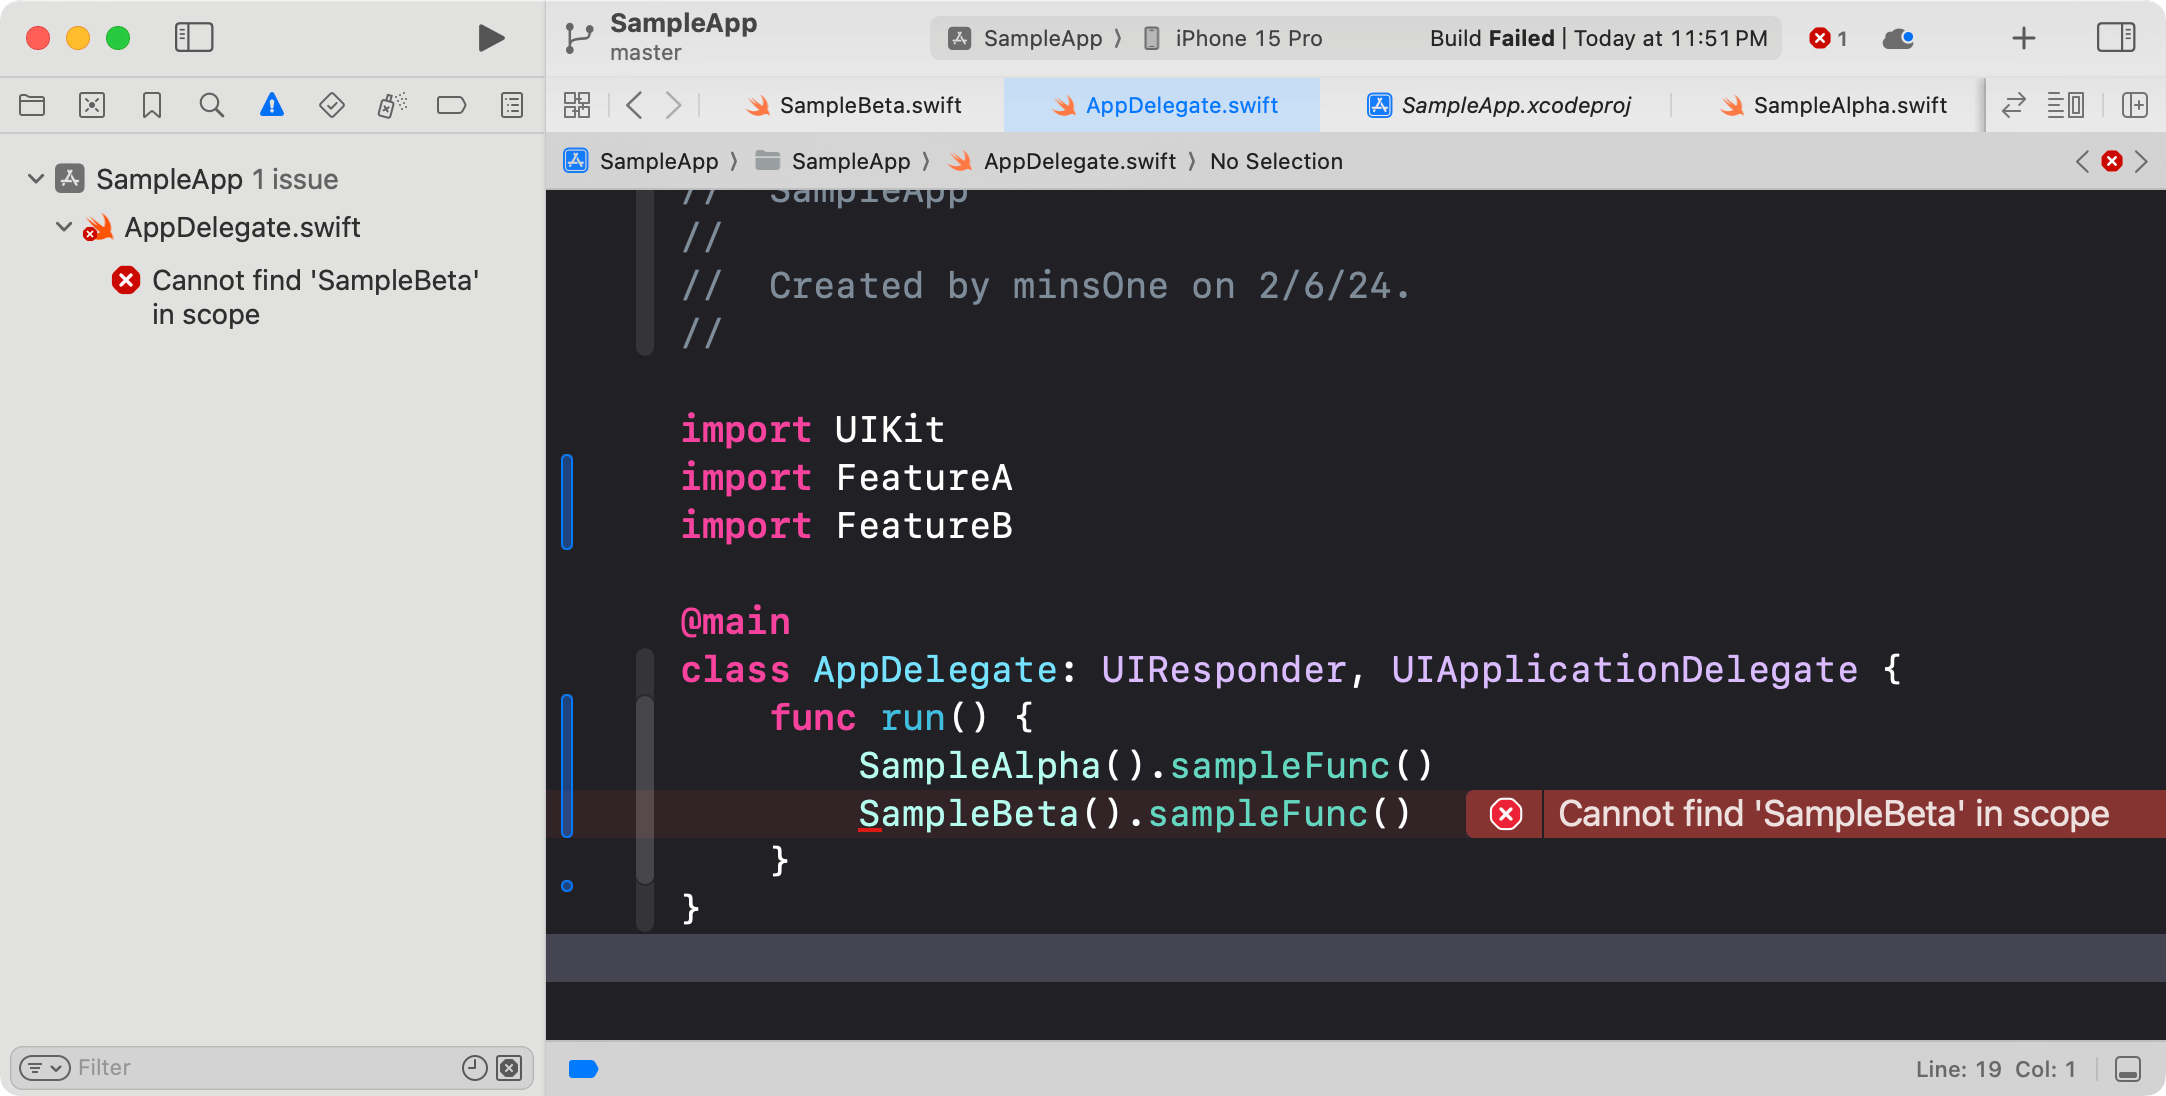 SampleApp
master
SampleApp 〉 iPhone 15 Pro
Build Failed | Today at 11:51 PM
1
SampleBeta.swift
AppDelegate.swift
SampleApp.xcodeproj
SampleAlpha.swift
SampleApp 〉 SampleApp 〉 AppDelegate.swift 〉 No Selection
SampleApp 1 issue
AppDelegate.swift
Cannot find 'SampleBeta'
in scope
//  SampleApp
//
//  Created by minsOne on 2/6/24.
//
import UIKit
import FeatureA
import FeatureB
@main
class AppDelegate: UIResponder, UIApplicationDelegate {
    func run() {
        SampleAlpha().sampleFunc()
        SampleBeta().sampleFunc()
Cannot find 'SampleBeta' in scope
    }
}
Filter
Line: 19 Col: 1